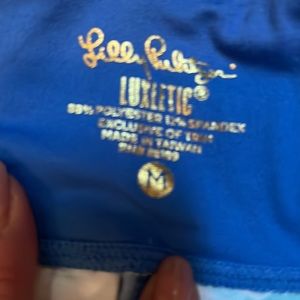 Lilly Pulitzer
LUXLETIC®
88% POLYESTER 12% SPANDEX
EXCLUSIVE OF TRIM
MADE IN TAIWAN
M